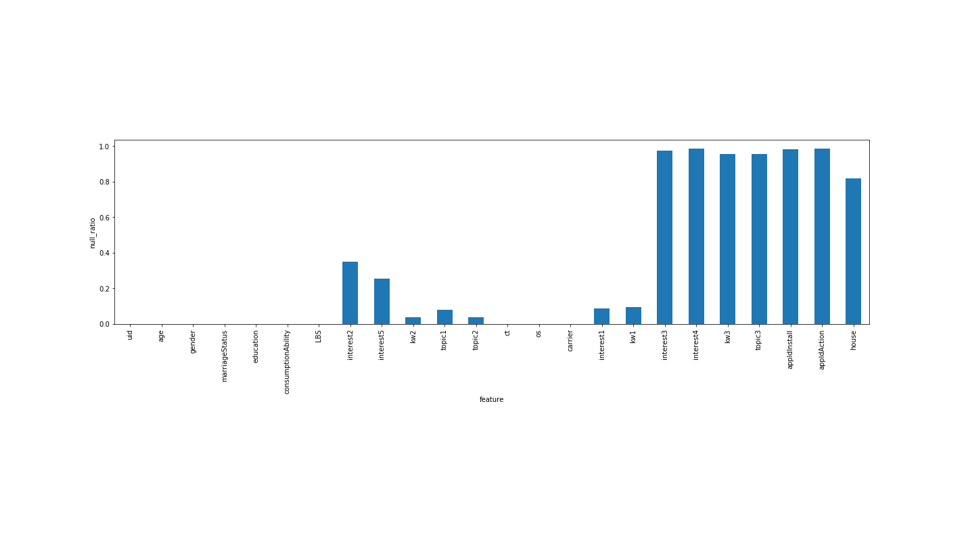 1.0
0.8
0.6
0.4
0.2
0.0
null_ratio
uid
age
gender
marriageStatus
education
consumptionAbility
LBS
interest2
interest5
kw2
topic1
topic2
ct
os
carrier
interest1
kw1
interest3
interest4
kw3
topic3
appIdInstall
appIdAction
house
feature